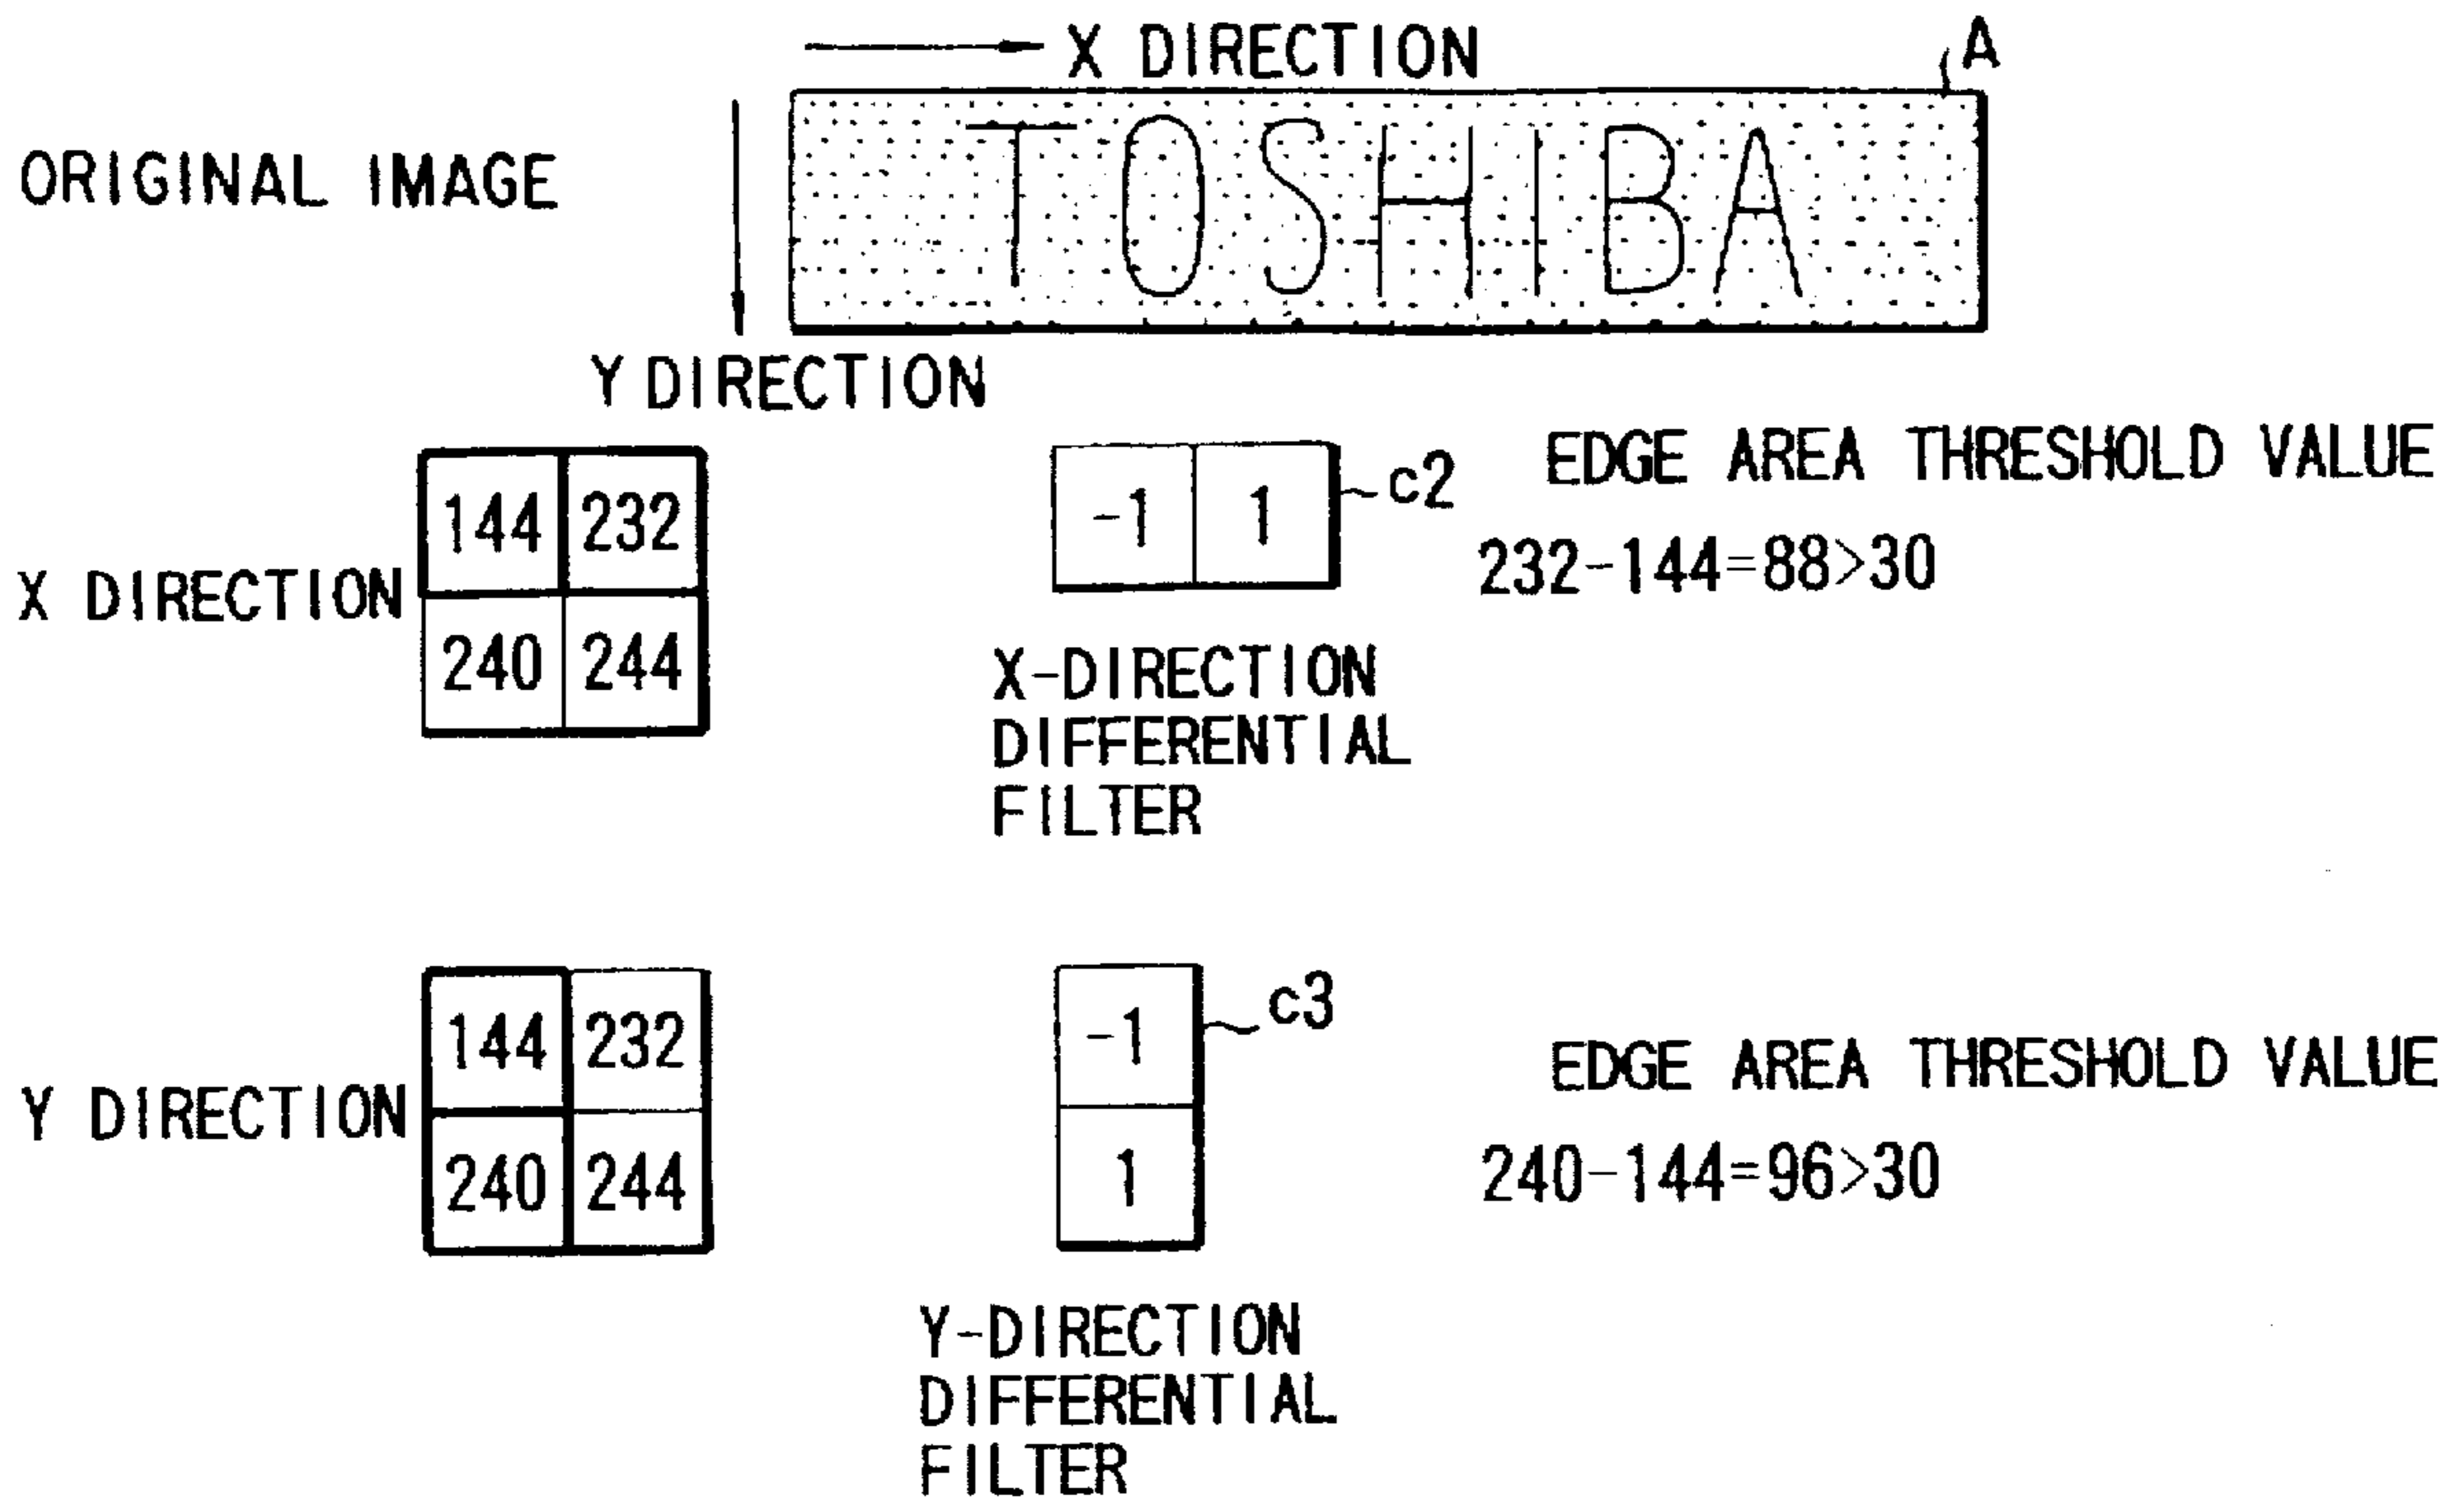 X DIRECTION
A
ORIGINAL IMAGE
TOSHIBA
Y DIRECTION
X DIRECTION
144 232
240 244
-1 1
c2
EDGE AREA THRESHOLD VALUE
232-144=88>30
X-DIRECTION
DIFFERENTIAL
FILTER
Y DIRECTION
144 232
240 244
-1
1
c3
EDGE AREA THRESHOLD VALUE
240-144=96>30
Y-DIRECTION
DIFFERENTIAL
FILTER